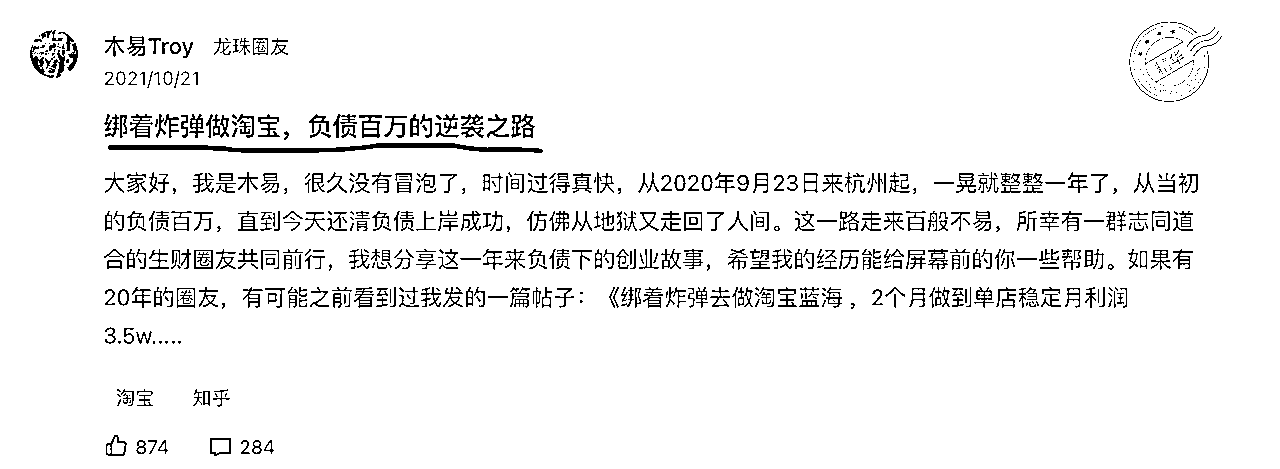 木易Troy 龙珠圈友
2021/10/21
精华
绑着炸弹做淘宝，负债百万的逆袭之路
大家好，我是木易，很久没有冒泡了，时间过得真快，从2020年9月23日来杭州起，一晃就整整一年了，从当初
的负债百万，直到今天还清负债上岸成功，仿佛从地狱又走回了人间。这一路走来百般不易，所幸有一群志同道
合的生财圈友共同前行，我想分享这一年来负债下的创业故事，希望我的经历能给屏幕前的你一些帮助。如果有
20年的圈友，有可能之前看到过我发的一篇帖子：《绑着炸弹去做淘宝蓝海 ，2个月做到单店稳定月利润
3.5w.....
淘宝 知乎
874 284